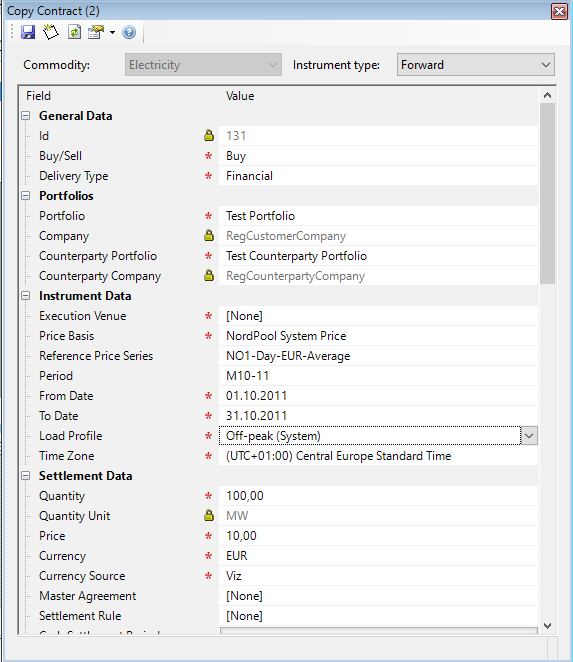 Copy Contract (2)
Commodity: Electricity Instrument type: Forward
Field Value
General Data
Id 131
Buy/Sell * Buy
Delivery Type * Financial
Portfolios
Portfolio * Test Portfolio
Company RegCustomerCompany
Counterparty Portfolio * Test Counterparty Portfolio
Counterparty Company RegCounterpartyCompany
Instrument Data
Execution Venue * [None]
Price Basis * NordPool System Price
Reference Price Series NO1-Day-EUR-Average
Period M10-11
From Date * 01.10.2011
To Date * 31.10.2011
Load Profile * Off-peak (System)
Time Zone * (UTC+01:00) Central Europe Standard Time
Settlement Data
Quantity * 100,00
Quantity Unit MW
Price * 10,00
Currency * EUR
Currency Source * Viz
Master Agreement [None]
Settlement Rule [None]